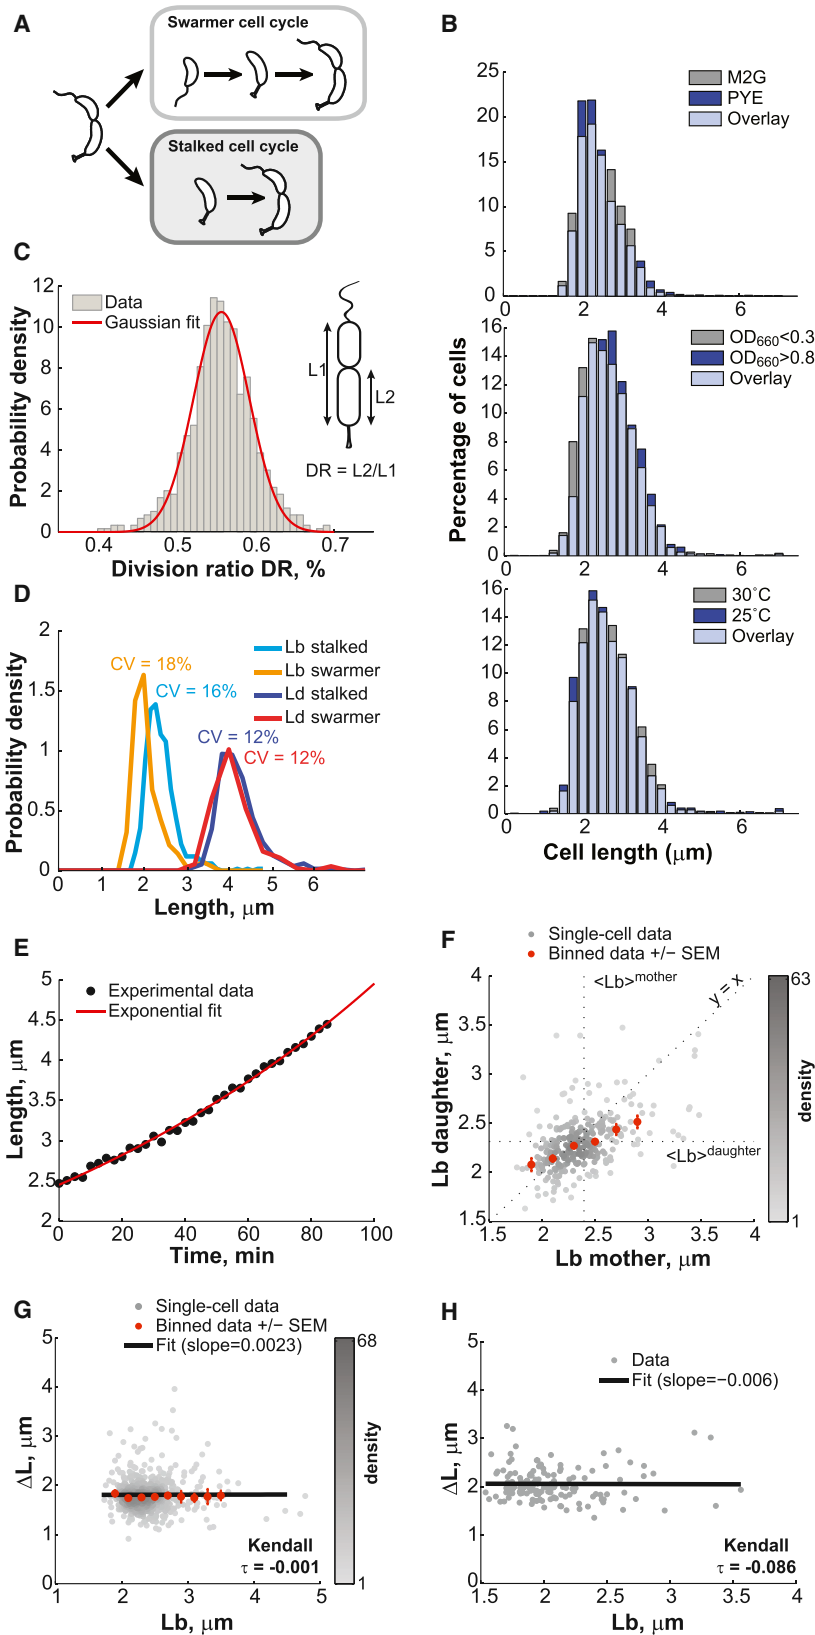 A
Swarmer cell cycle
Stalked cell cycle
B
M2G
PYE
Overlay
25
20
15
10
5
0
0 2 4 6
OD660<0.3
OD660>0.8
Overlay
16
14
12
10
8
6
4
2
0
0 2 4 6
30˚C
25˚C
Overlay
16
14
12
10
8
6
4
2
0
0 2 4 6
Percentage of cells
Cell length (μm)
C
Data
Gaussian fit
L1
L2
DR = L2/L1
12
10
8
6
4
2
0
0.4 0.5 0.6 0.7
Probability density
Division ratio DR, %
D
Lb stalked
Lb swarmer
Ld stalked
Ld swarmer
CV = 18%
CV = 16%
CV = 12%
CV = 12%
2
1.5
1
0.5
0
0 1 2 3 4 5 6
Probability density
Length, μm
E
Experimental data
Exponential fit
5
4.5
4
3.5
3
2.5
2
0 20 40 60 80 100
Length, μm
Time, min
F
Single-cell data
Binned data +/− SEM
<Lb>mother
y = x
<Lb>daughter
4
3.5
3
2.5
2
1.5
1.5 2 2.5 3 3.5 4
Lb daughter, μm
Lb mother, μm
63
density
1
G
Single-cell data
Binned data +/− SEM
Fit (slope=0.0023)
5
4
3
2
1
0
1 2 3 4 5
ΔL, μm
Lb, μm
Kendall
τ = -0.001
68
density
1
H
Data
Fit (slope=−0.006)
5
4
3
2
1
0
1.5 2 2.5 3 3.5 4
ΔL, μm
Lb, μm
Kendall
τ = -0.086